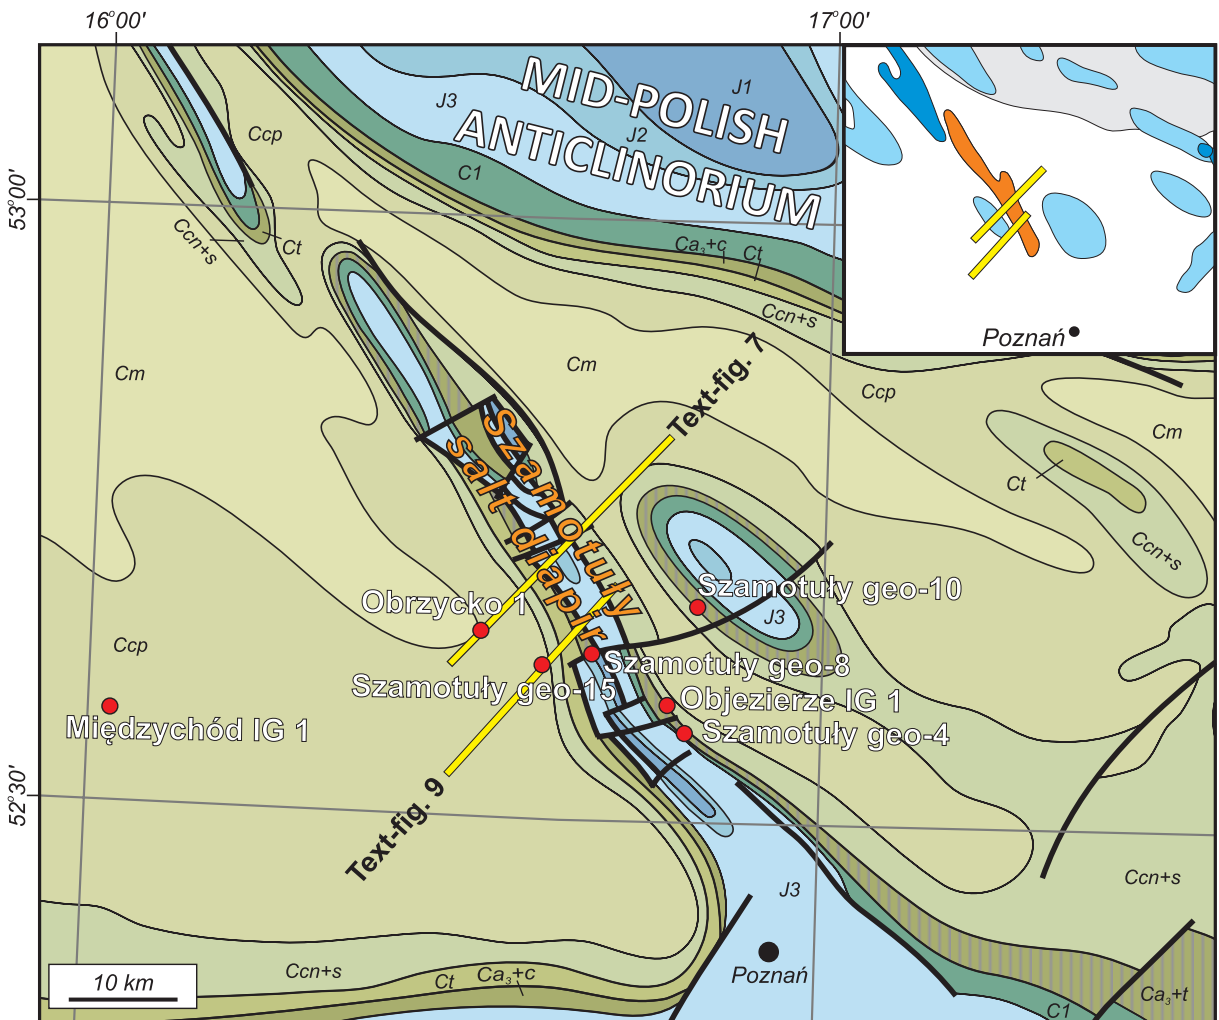 16°00'
17°00'
53°00'
52°30'
MID-POLISH
ANTICLINORIUM
J1
J2
J3
C1
Ccp
Ccn+s
Ct
Ca3+c
Ct
Ccn+s
Poznań
Cm
Cm
Text-fig. 7
Ccp
Cm
Ct
Ccn+s
Szamotuły
salt diapir
Szamotuły geo-10
J3
Obrzycko 1
Ccp
Szamotuły geo-8
Szamotuły geo-15
Objezierze IG 1
Międzychód IG 1
Szamotuły geo-4
Text-fig. 9
J3
Ccn+s
Poznań
10 km
Ccn+s
Ct
Ca3+c
C1
Ca3+t